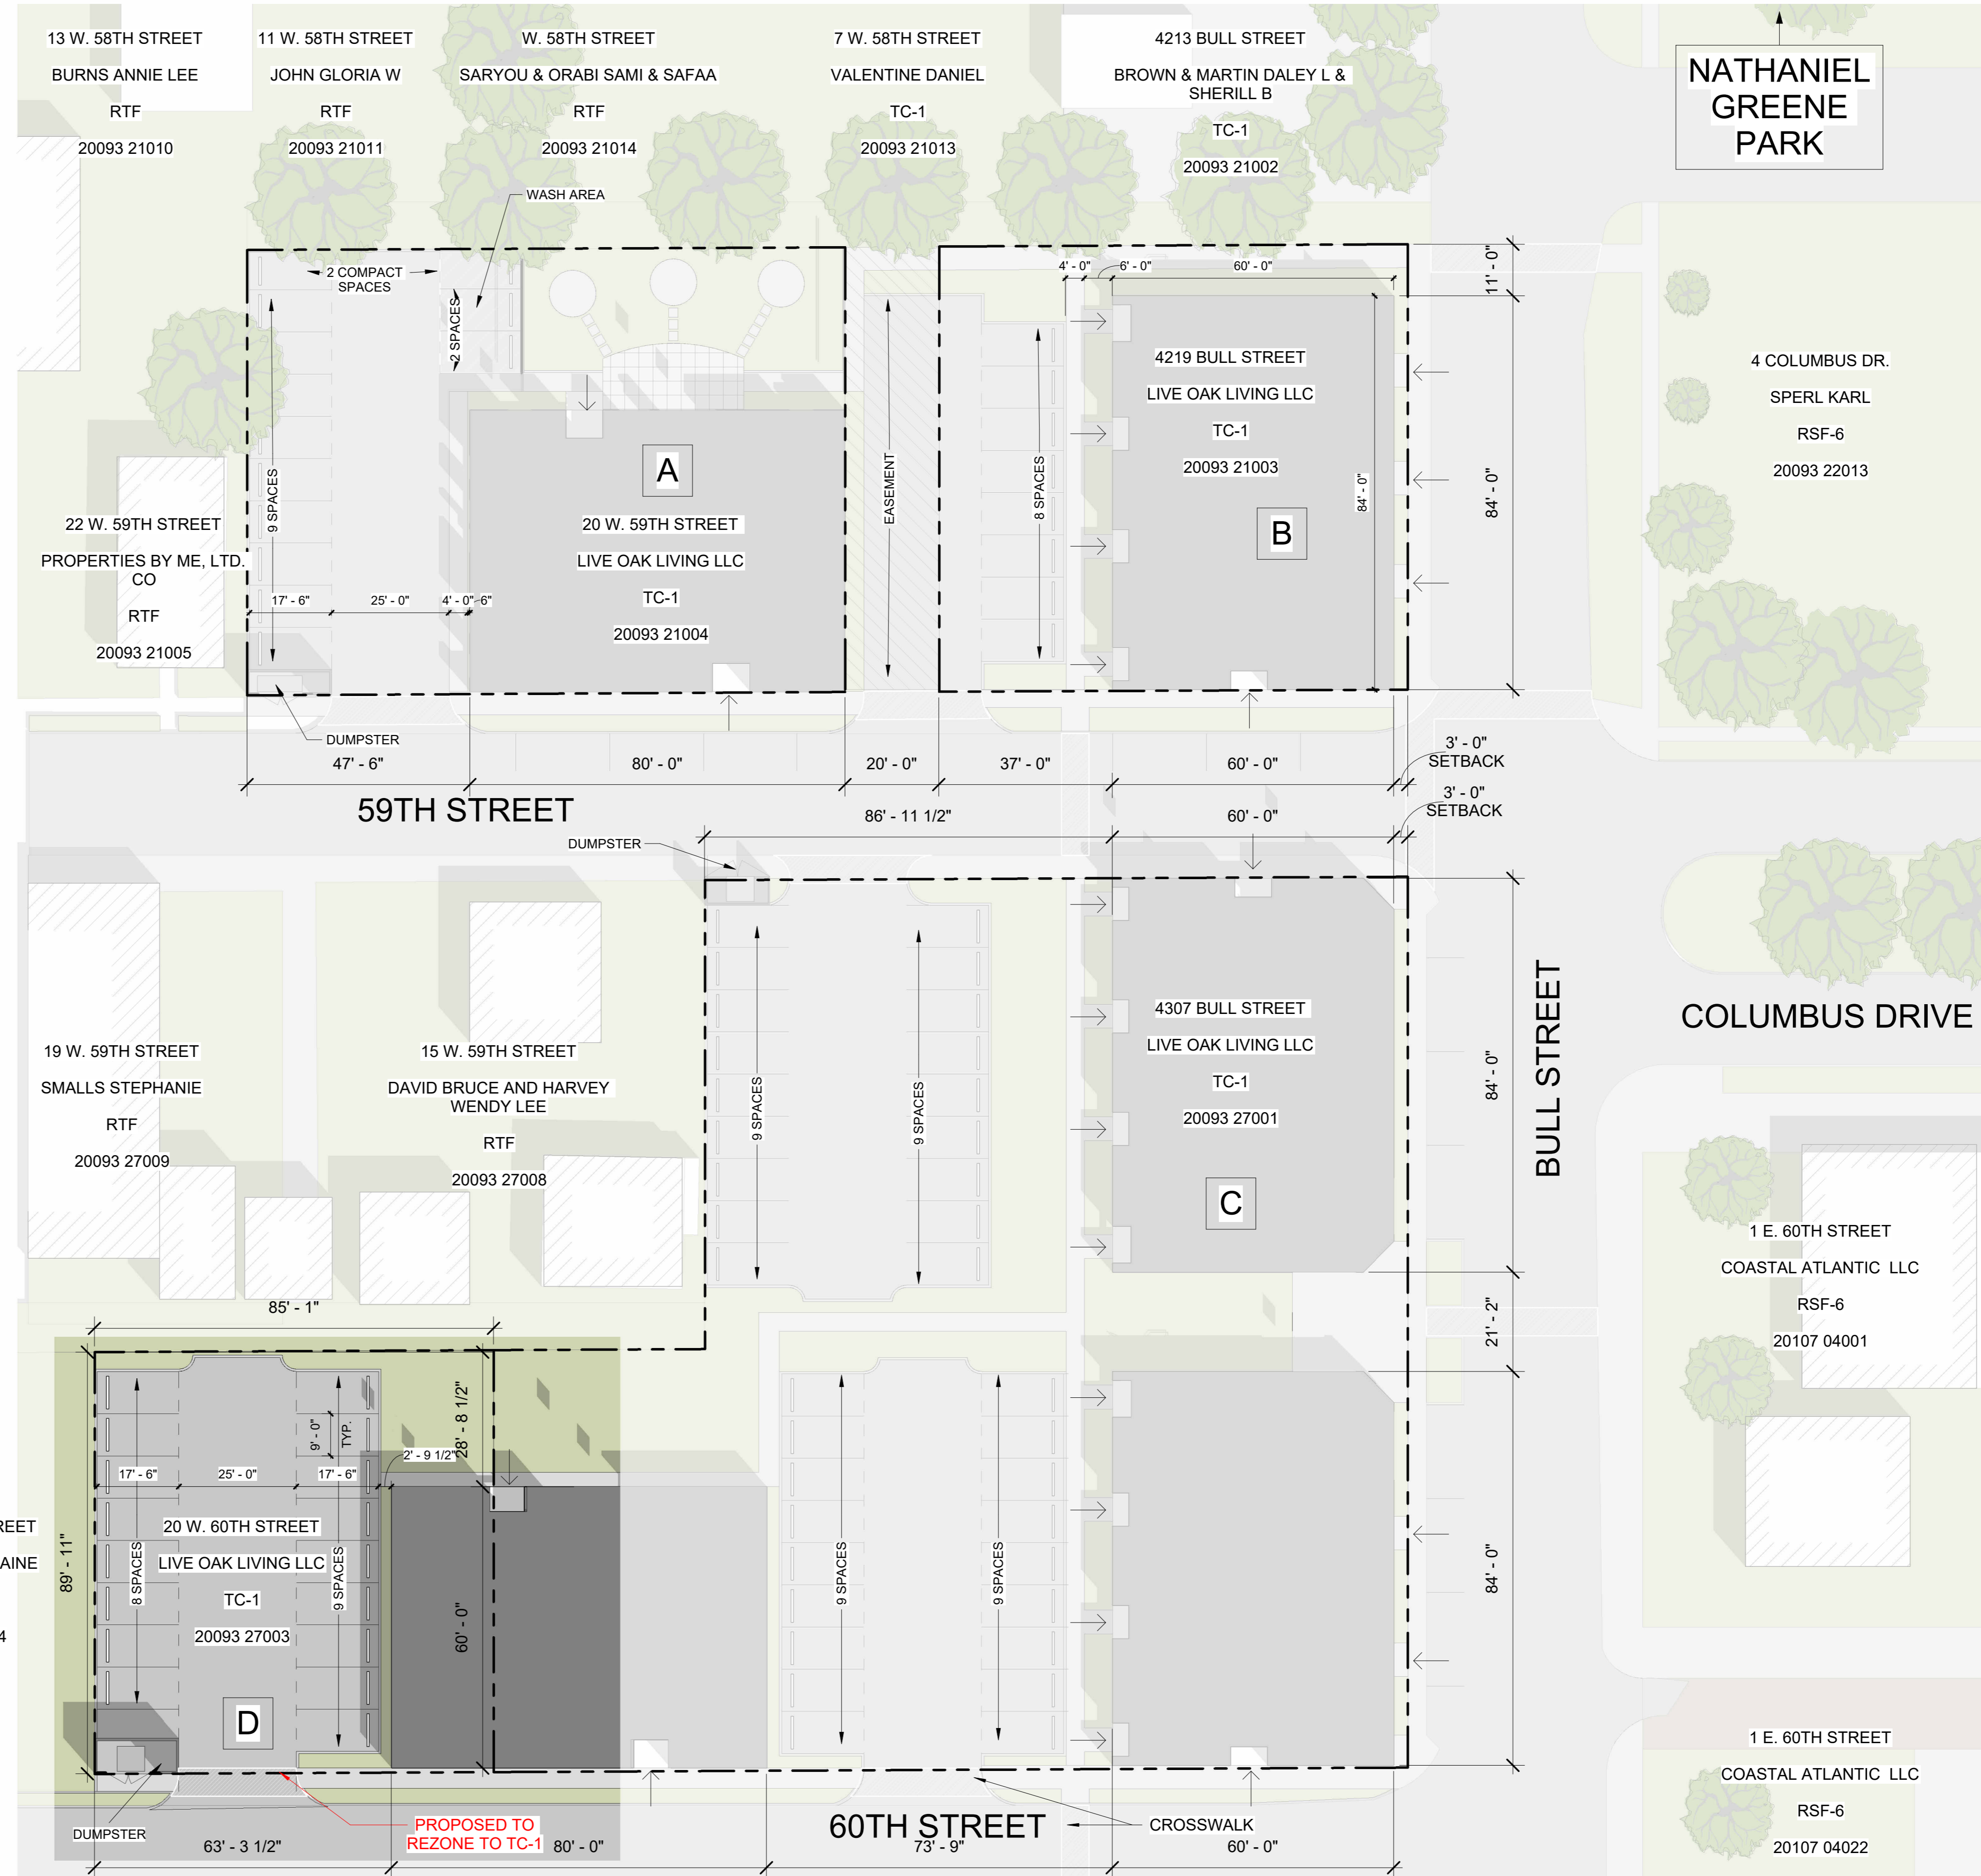 13 W. 58TH STREET
BURNS ANNIE LEE
RTF
20093 21010
11 W. 58TH STREET
JOHN GLORIA W
RTF
20093 21011
W. 58TH STREET
SARYOU & ORABI SAMI & SAFAA
RTF
20093 21014
7 W. 58TH STREET
VALENTINE DANIEL
TC-1
20093 21013
4213 BULL STREET
BROWN & MARTIN DALEY L &
SHERILL B
TC-1
20093 21002
NATHANIEL
GREENE
PARK
WASH AREA
2 COMPACT
SPACES
2 SPACES
9 SPACES
A
20 W. 59TH STREET
LIVE OAK LIVING LLC
TC-1
20093 21004
22 W. 59TH STREET
PROPERTIES BY ME, LTD.
CO
RTF
20093 21005
17' - 6"
25' - 0"
4' - 0"
6"
DUMPSTER
EASEMENT
8 SPACES
4' - 0"
6' - 0"
60' - 0"
11' - 0"
4219 BULL STREET
LIVE OAK LIVING LLC
TC-1
20093 21003
B
84' - 0"
84' - 0"
4 COLUMBUS DR.
SPERL KARL
RSF-6
20093 22013
47' - 6"
80' - 0"
20' - 0"
37' - 0"
60' - 0"
3' - 0"
SETBACK
59TH STREET
86' - 11 1/2"
60' - 0"
3' - 0"
SETBACK
DUMPSTER
9 SPACES
9 SPACES
4307 BULL STREET
LIVE OAK LIVING LLC
TC-1
20093 27001
C
84' - 0"
BULL STREET
COLUMBUS DRIVE
19 W. 59TH STREET
SMALLS STEPHANIE
RTF
20093 27009
15 W. 59TH STREET
DAVID BRUCE AND HARVEY
WENDY LEE
RTF
20093 27008
1 E. 60TH STREET
COASTAL ATLANTIC LLC
RSF-6
20107 04001
21' - 2"
85' - 1"
28' - 8 1/2"
9' - 0"
TYP.
2' - 9 1/2"
17' - 6"
25' - 0"
17' - 6"
REET
AINE
4
89' - 11"
8 SPACES
20 W. 60TH STREET
LIVE OAK LIVING LLC
TC-1
20093 27003
9 SPACES
D
60' - 0"
9 SPACES
9 SPACES
84' - 0"
DUMPSTER
PROPOSED TO
REZONE TO TC-1
60TH STREET
CROSSWALK
63' - 3 1/2"
80' - 0"
73' - 9"
60' - 0"
1 E. 60TH STREET
COASTAL ATLANTIC LLC
RSF-6
20107 04022